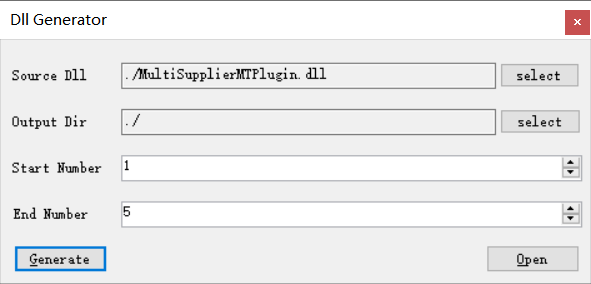 Dll Generator
Source Dll ./MultiSupplierMTPlugin.dll select
Output Dir ./ select
Start Number 1
End Number 5
Generate Open